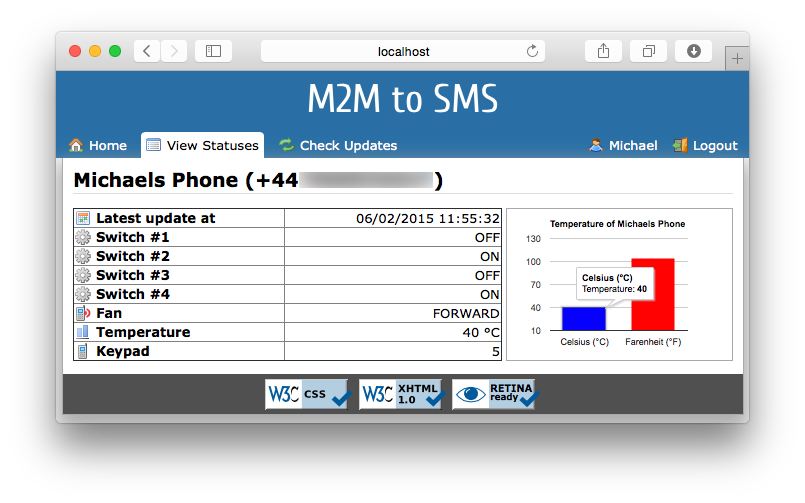 localhost
M2M to SMS
Home
View Statuses
Check Updates
Michael
Logout
Michaels Phone (+44 )
Latest update at 06/02/2015 11:55:32
Switch #1 OFF
Switch #2 ON
Switch #3 OFF
Switch #4 ON
Fan FORWARD
Temperature 40 °C
Keypad 5
Temperature of Michaels Phone
130
100
70
40
10
Celsius (°C)
Temperature: 40
Celsius (°C) Farenheit (°F)
W3C CSS
W3C XHTML
1.0
RETINA
ready